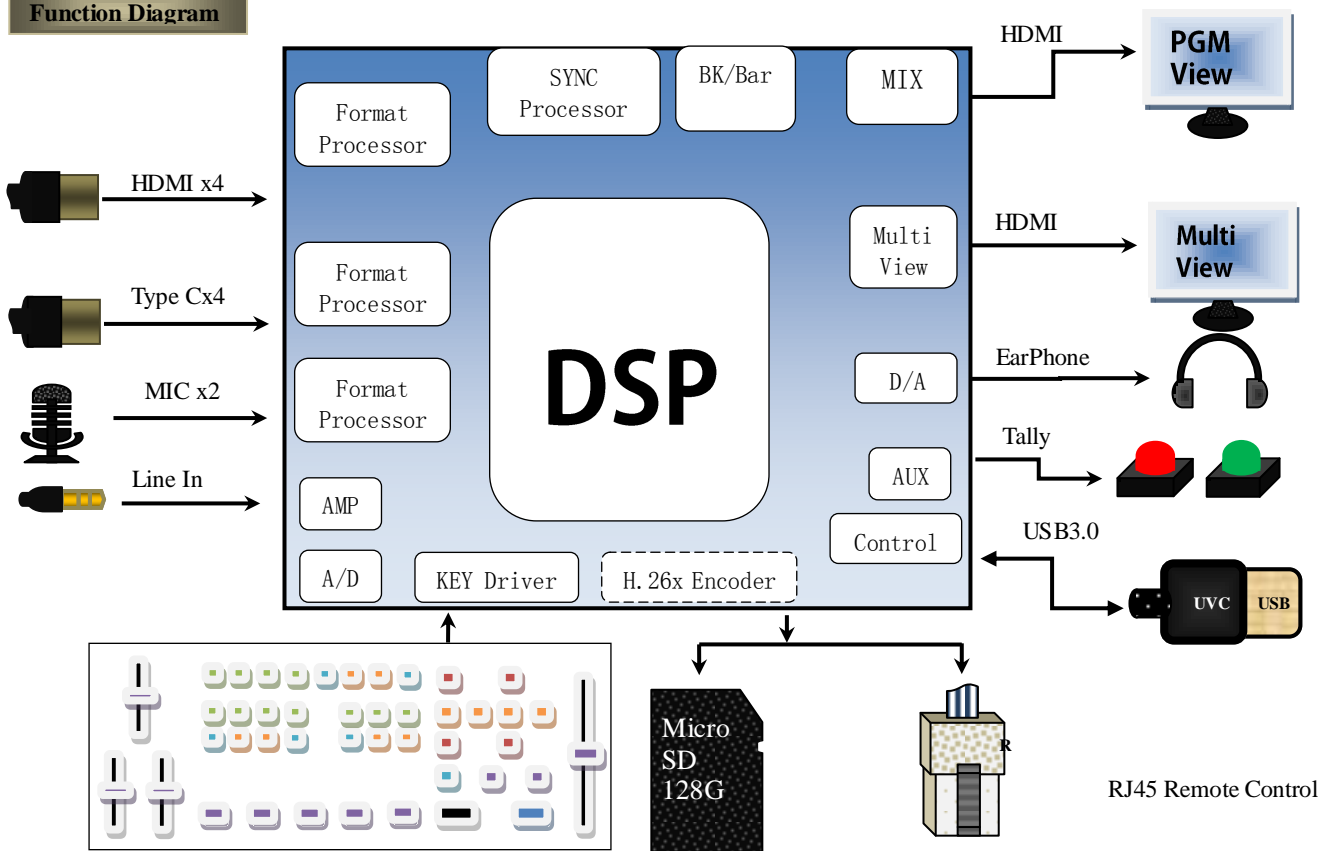 Function Diagram
HDMI
PGM
View
SYNC
Processor
BK/Bar
MIX
Format
Processor
HDMI x4
Multi
View
HDMI
Multi
View
Format
Processor
Type Cx4
DSP
EarPhone
D/A
Format
Processor
MIC x2
Tally
AUX
Line In
AMP
Control
USB3.0
A/D
KEY Driver
H.26x Encoder
UVC
USB
Micro
SD
128G
R
RJ45 Remote Control